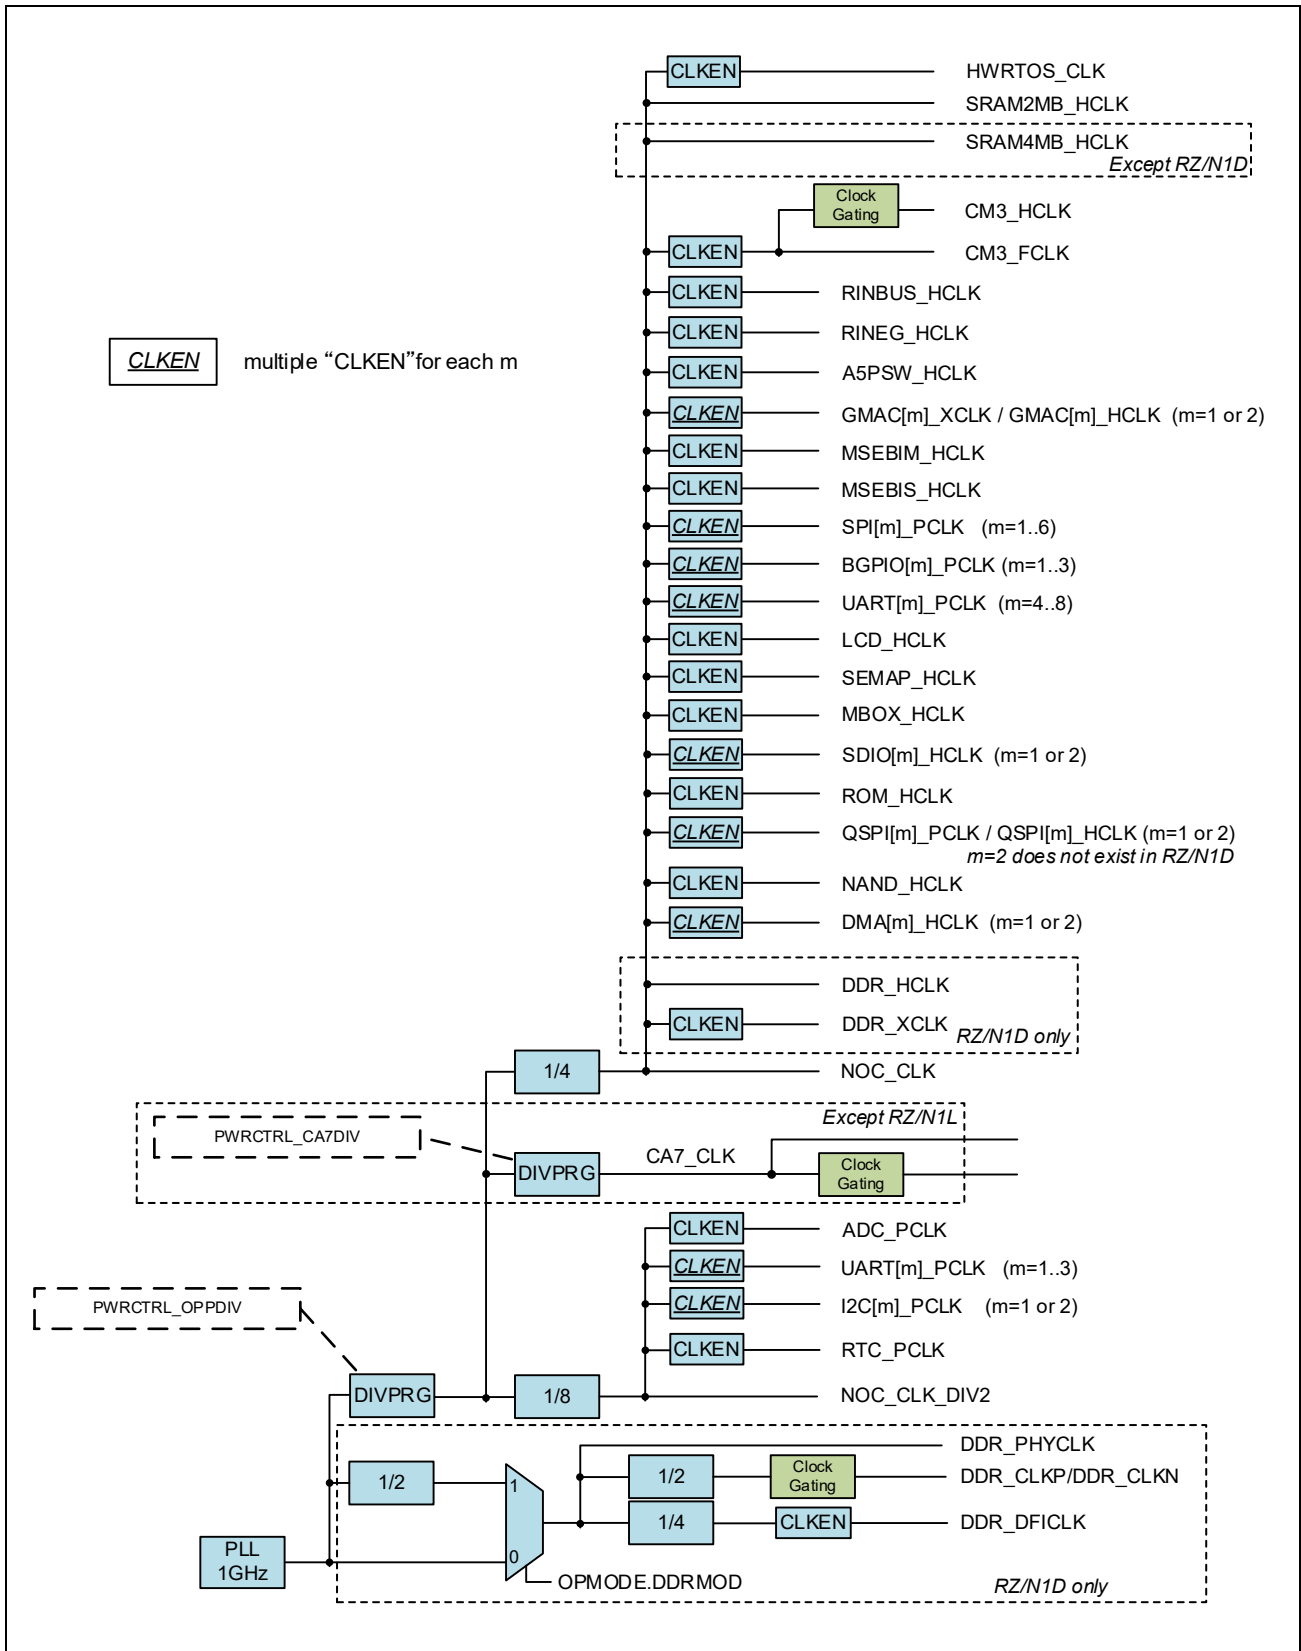 CLKEN HWRTOS_CLK
SRAM2MB_HCLK
SRAM4MB_HCLK
Except RZ/N1D
Clock
Gating
CM3_HCLK
CLKEN CM3_FCLK
CLKEN RINBUS_HCLK
CLKEN RINEG_HCLK
CLKEN multiple “CLKEN”for each m
CLKEN A5PSW_HCLK
CLKEN GMAC[m]_XCLK / GMAC[m]_HCLK (m=1 or 2)
CLKEN MSEBIM_HCLK
CLKEN MSEBIS_HCLK
CLKEN SPI[m]_PCLK (m=1..6)
CLKEN BGPIO[m]_PCLK (m=1..3)
CLKEN UART[m]_PCLK (m=4..8)
CLKEN LCD_HCLK
CLKEN SEMAP_HCLK
CLKEN MBOX_HCLK
CLKEN SDIO[m]_HCLK (m=1 or 2)
CLKEN ROM_HCLK
CLKEN QSPI[m]_PCLK / QSPI[m]_HCLK (m=1 or 2)
m=2 does not exist in RZ/N1D
CLKEN NAND_HCLK
CLKEN DMA[m]_HCLK (m=1 or 2)
DDR_HCLK
CLKEN DDR_XCLK
RZ/N1D only
1/4 NOC_CLK
Except RZ/N1L
PWRCTRL_CA7DIV
DIVPRG CA7_CLK
Clock
Gating
CLKEN ADC_PCLK
CLKEN UART[m]_PCLK (m=1..3)
CLKEN I2C[m]_PCLK (m=1 or 2)
PWRCTRL_OPPDIV
CLKEN RTC_PCLK
DIVPRG 1/8 NOC_CLK_DIV2
DDR_PHYCLK
1/2 1 1/2
Clock
Gating
DDR_CLKP/DDR_CLKN
1/4 CLKEN DDR_DFICLK
PLL
1GHz
0
OPMODE.DDRMOD
RZ/N1D only